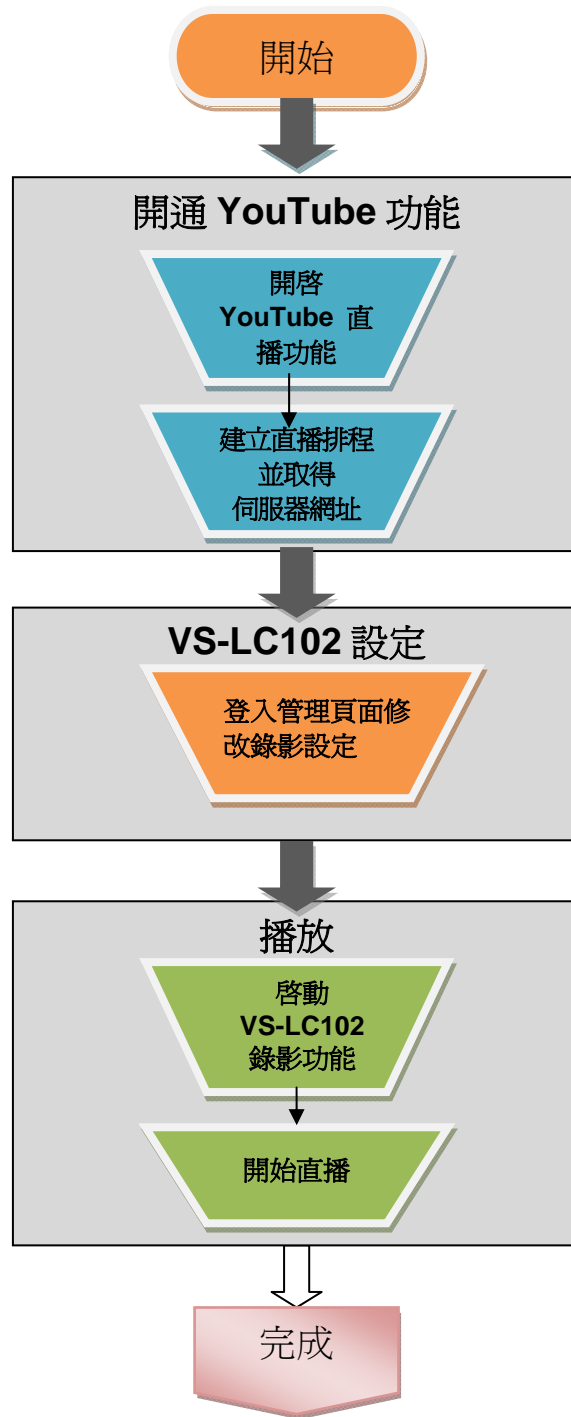 開始
開通 YouTube 功能
開啓
YouTube 直
播功能
建立直播排程
並取得
伺服器網址
VS-LC102 設定
登入管理頁面修
改錄影設定
播放
啓動
VS-LC102
錄影功能
開始直播
完成